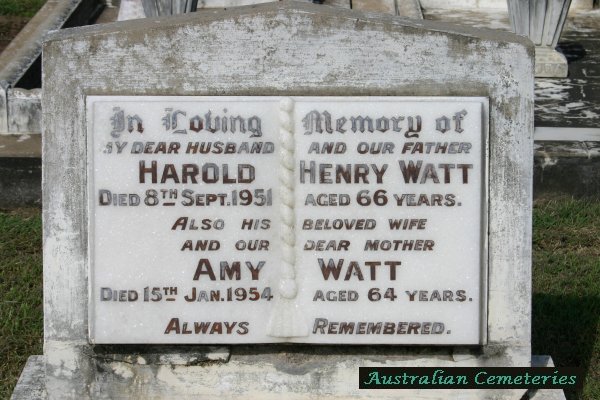 In Loving Memory of
MY DEAR HUSBAND AND OUR FATHER
HAROLD HENRY WATT
DIED 8TH SEPT. 1951 AGED 66 YEARS.
ALSO HIS BELOVED WIFE
AND OUR DEAR MOTHER
AMY WATT
DIED 15TH JAN. 1954 AGED 64 YEARS.
ALWAYS REMEMBERED.
Australian Cemeteries